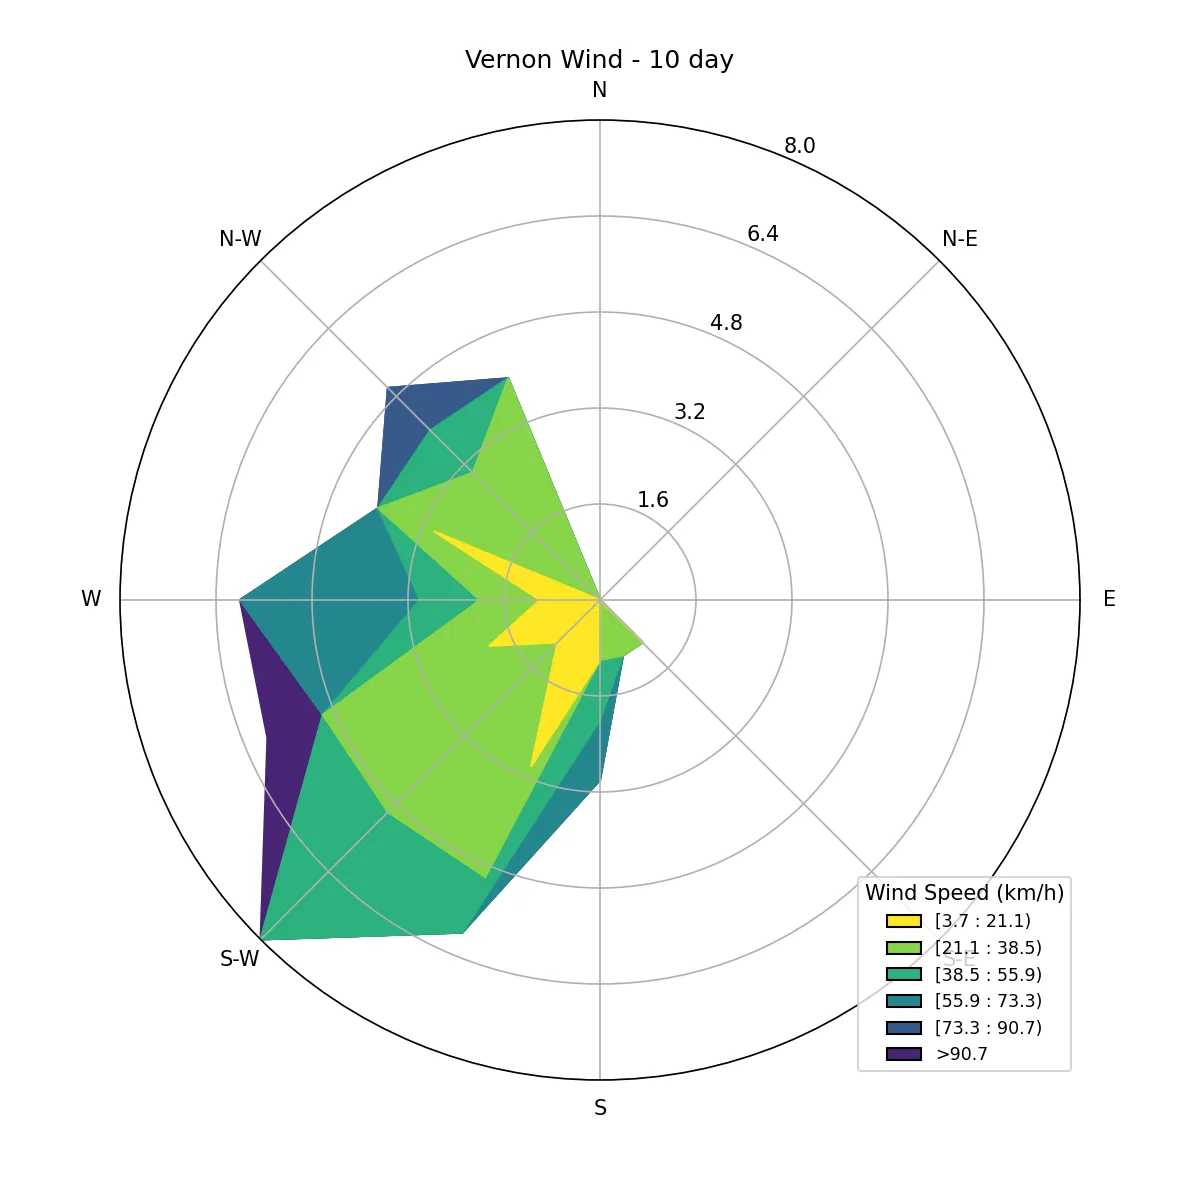 Vernon Wind - 10 day
N
8.0
N-W
N-E
6.4
4.8
3.2
1.6
W
E
S-W
S-E
Wind Speed (km/h)
[3.7 : 21.1)
[21.1 : 38.5)
[38.5 : 55.9)
[55.9 : 73.3)
[73.3 : 90.7)
>90.7
S